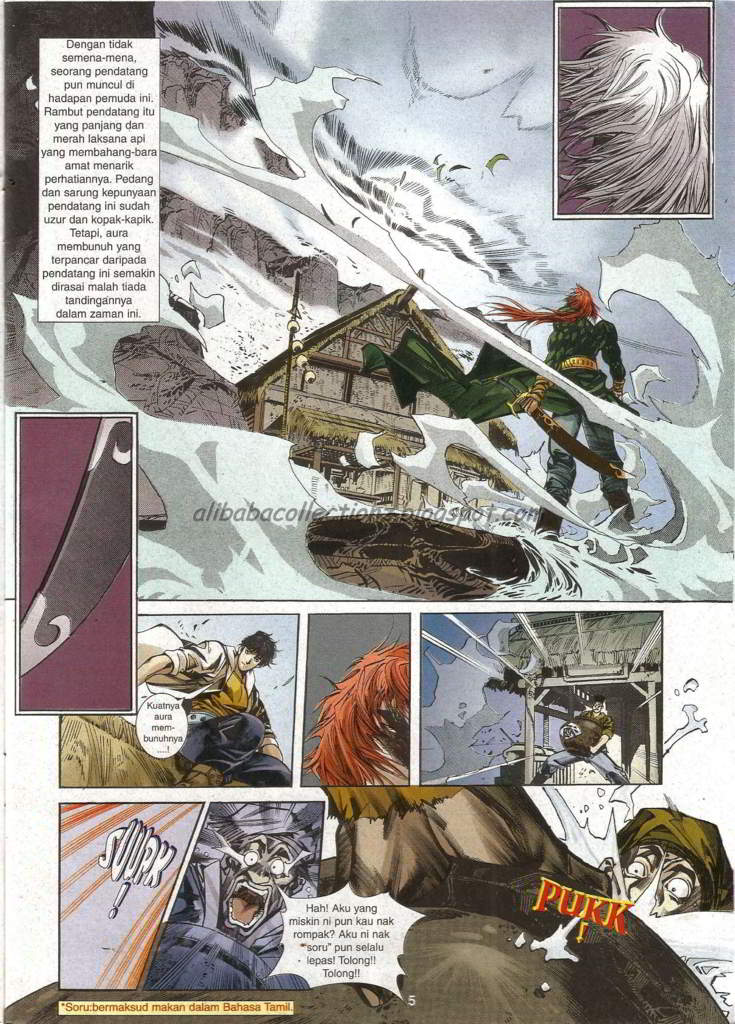 Dengan tidak
semena-mena,
seorang pendatang
pun muncul di
hadapan pemuda ini.
Rambut pendatang itu
yang panjang dan
merah laksana api
yang membahang-bara
amat menarik
perhatiannya. Pedang
dan sarung kepunyaan
pendatang ini sudah
uzur dan kopak-kapik.
Tetapi, aura
membunuh yang
terpancar daripada
pendatang ini semakin
dirasai malah tiada
tandingannya
dalam zaman ini.
alibabacollectionz.blogspot.com
Kuatnya
aura
mem-
bunuhnya
....!
SOUPK
!
Hah! Aku yang
miskin ni pun kau nak
rompak? Aku ni nak
*"soru" pun selalu
lepas! Tolong!!
Tolong!!
PUKK
!
*Soru:bermaksud makan dalam Bahasa Tamil.
5